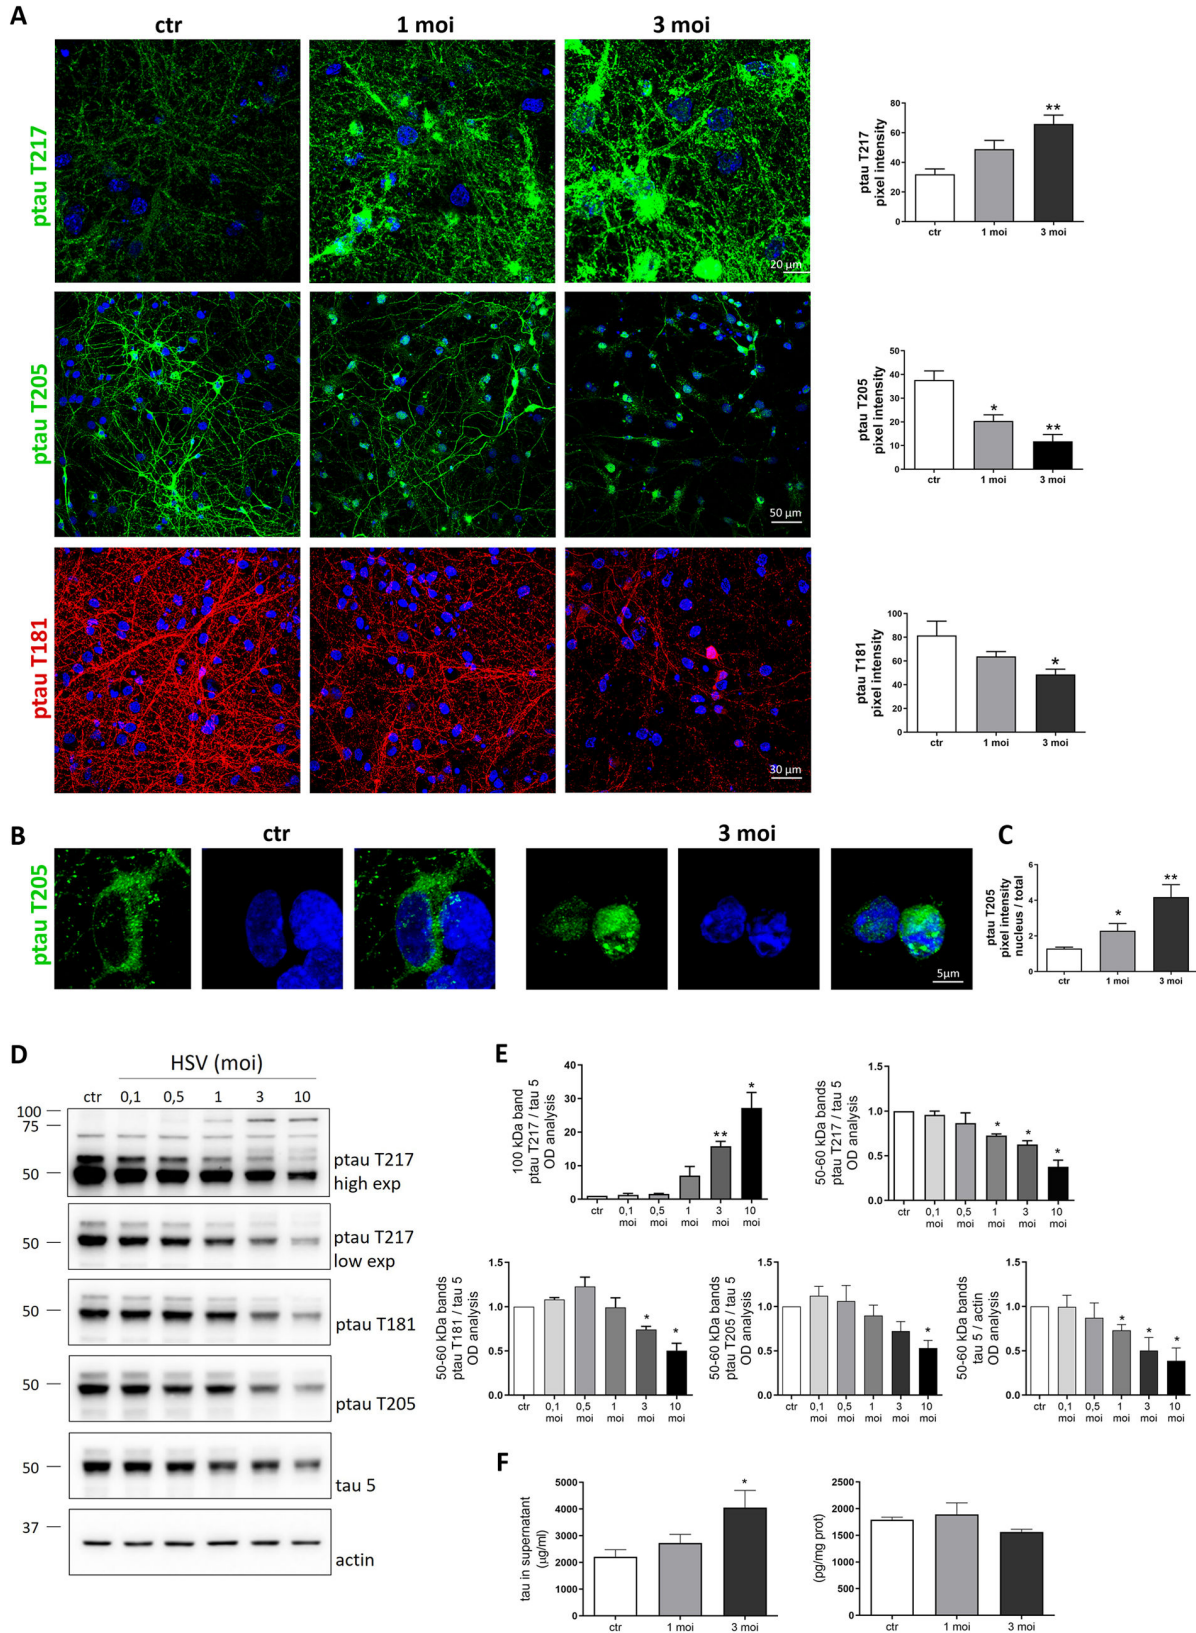 A
ctr
1 moi
3 moi
ptau T217
20 µm
ptau T217
pixel intensity
80
60
40
20
0
ctr
1 moi
3 moi
**
ptau T205
50 µm
ptau T205
pixel intensity
50
40
30
20
10
0
ctr
1 moi
3 moi
*
**
ptau T181
30 µm
ptau T181
pixel intensity
100
80
60
40
20
0
ctr
1 moi
3 moi
*
B
ctr
3 moi
ptau T205
5µm
C
ptau T205
pixel intensity
nucleus / total
6
4
2
0
ctr
1 moi
3 moi
*
**
D
HSV (moi)
ctr
0,1
0,5
1
3
10
100
75
50
ptau T217
high exp
50
ptau T217
low exp
50
ptau T181
50
ptau T205
50
tau 5
37
actin
E
100 kDa band
ptau T217 / tau 5
OD analysis
40
30
20
10
0
**
*
ctr
0,1
moi
0,5
moi
1
moi
3
moi
10
moi
50-60 kDa bands
ptau T217 / tau 5
OD analysis
1.5
1.0
0.5
0.0
*
*
*
ctr
0,1
moi
0,5
moi
1
moi
3
moi
10
moi
50-60 kDa bands
ptau T181 / tau 5
OD analysis
1.5
1.0
0.5
0.0
*
*
ctr
0,1
moi
0,5
moi
1
moi
3
moi
10
moi
50-60 kDa bands
ptau T205 / tau 5
OD analysis
1.5
1.0
0.5
0.0
*
ctr
0,1
moi
0,5
moi
1
moi
3
moi
10
moi
50-60 kDa bands
tau 5 / actin
OD analysis
1.5
1.0
0.5
0.0
*
*
*
ctr
0,1
moi
0,5
moi
1
moi
3
moi
10
moi
F
tau in supernatant
(µg/ml)
5000
4000
3000
2000
1000
0
*
ctr
1 moi
3 moi
(pg/mg prot)
2500
2000
1500
1000
500
0
ctr
1 moi
3 moi